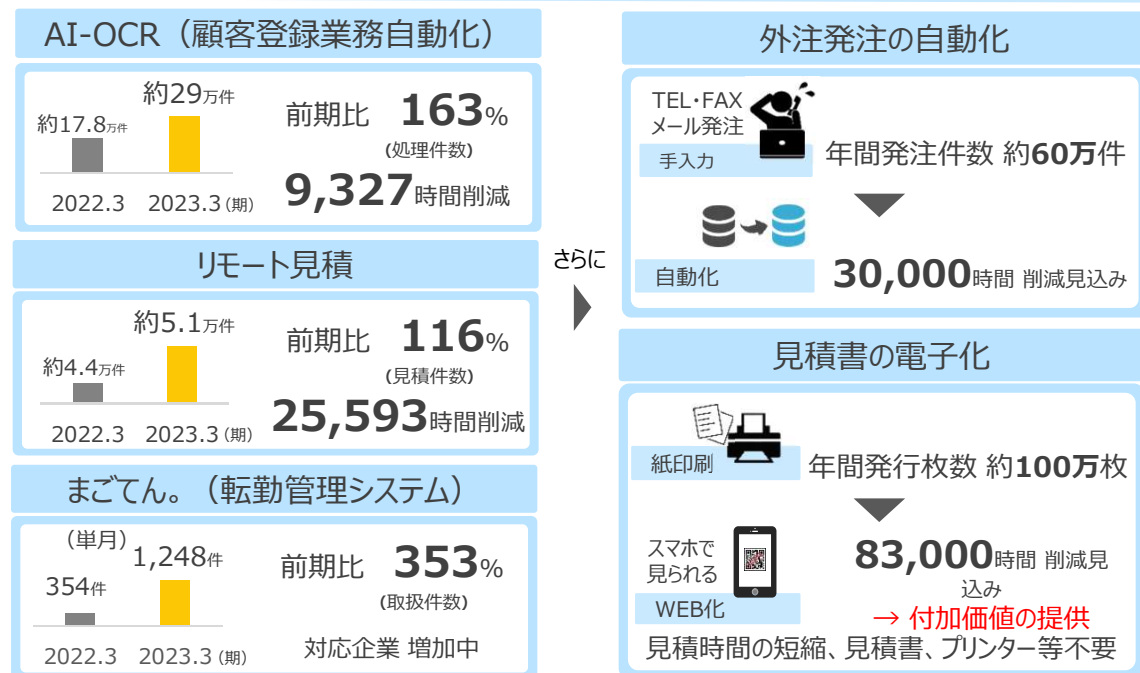 AI-OCR（顧客登録業務自動化）
約17.8万件
約29万件
2022.3 2023.3（期）
前期比 163%
(処理件数)
9,327時間削減
リモート見積
約4.4万件
約5.1万件
2022.3 2023.3（期）
前期比 116%
(見積件数)
25,593時間削減
まごてん。（転勤管理システム）
（単月）
354件
1,248件
2022.3 2023.3（期）
前期比 353%
(取扱件数)
対応企業 増加中
さらに
外注発注の自動化
TEL・FAX
メール発注
手入力
年間発注件数 約60万件
自動化
30,000時間 削減見込み
見積書の電子化
紙印刷
年間発行枚数 約100万枚
スマホで
見られる
WEB化
83,000時間 削減見
込み
→ 付加価値の提供
見積時間の短縮、見積書、プリンター等不要